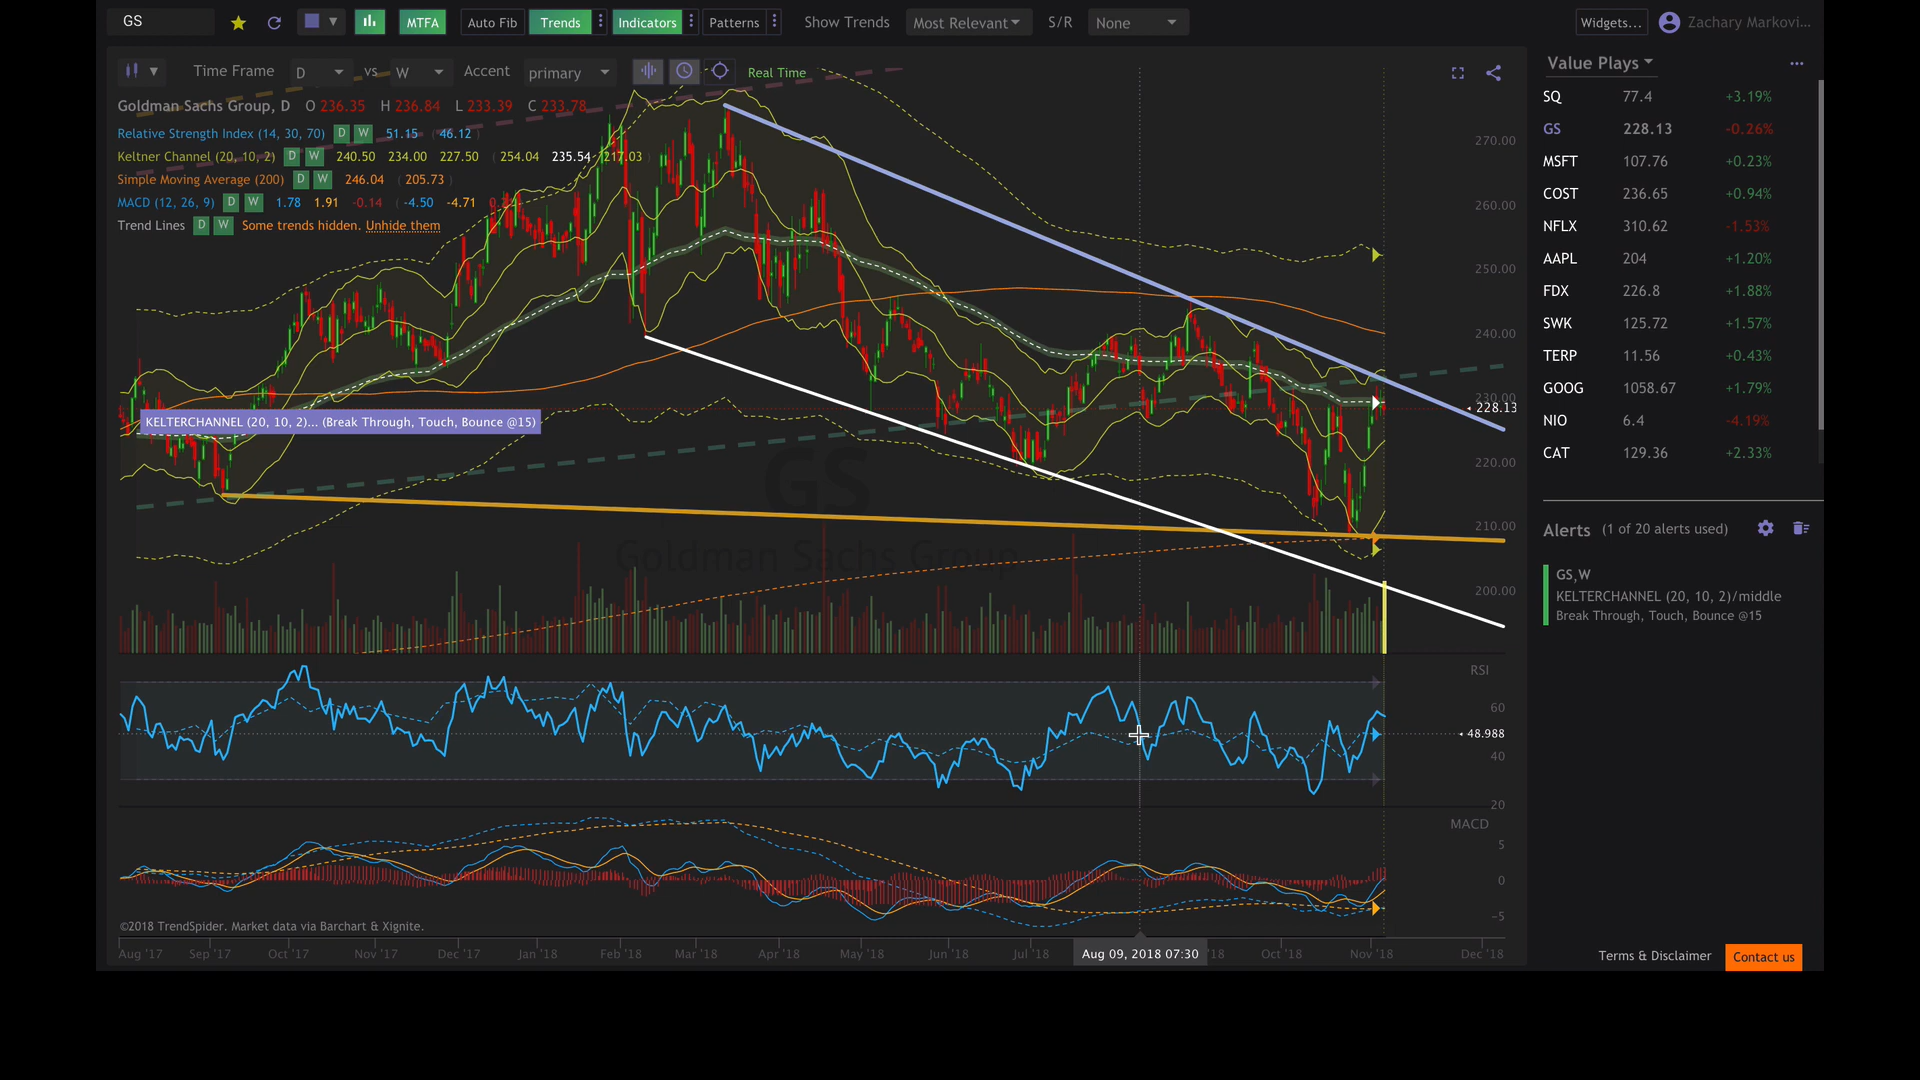 GS
MTFA
Auto Fib
Trends
Indicators
Patterns
Show Trends
Most Relevant
S/R
None
Widgets...
Zachary Markovi...
Time Frame
D
vs
W
Accent
primary
Real Time
Goldman Sachs Group, D O 236.35 H 236.84 L 233.39 C 233.78
Relative Strength Index (14, 30, 70) D W 51.15 ( 46.12 )
Keltner Channel (20, 10, 2) D W 240.50 234.00 227.50 ( 254.04 235.54 217.03 )
Simple Moving Average (200) D W 246.04 ( 205.73 )
MACD (12, 26, 9) D W 1.78 1.91 -0.14 ( -4.50 -4.71
Trend Lines D W Some trends hidden. Unhide them
KELTERCHANNEL (20, 10, 2)... (Break Through, Touch, Bounce @15)
GS
Goldman Sachs Group
270.00
260.00
250.00
240.00
230.00
228.13
220.00
210.00
200.00
RSI
60
48.988
40
20
MACD
5
0
-5
©2018 TrendSpider. Market data via Barchart & Xignite.
Aug '17
Sep '17
Oct '17
Nov '17
Dec '17
Jan '18
Feb '18
Mar '18
Apr '18
May '18
Jun '18
Jul '18
Aug 09, 2018 07:30
'18
Oct '18
Nov '18
Dec '18
Value Plays
SQ 77.4 +3.19%
GS 228.13 -0.26%
MSFT 107.76 +0.23%
COST 236.65 +0.94%
NFLX 310.62 -1.53%
AAPL 204 +1.20%
FDX 226.8 +1.88%
SWK 125.72 +1.57%
TERP 11.56 +0.43%
GOOG 1058.67 +1.79%
NIO 6.4 -4.19%
CAT 129.36 +2.33%
Alerts (1 of 20 alerts used)
GS,W
KELTERCHANNEL (20, 10, 2)/middle
Break Through, Touch, Bounce @15
Terms & Disclaimer
Contact us